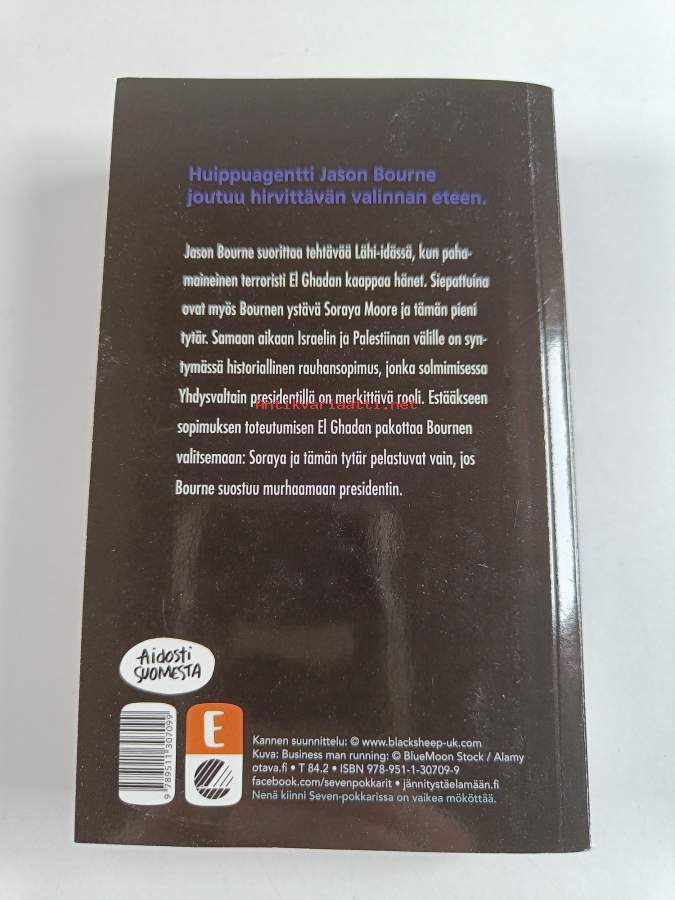 Huippuagentti Jason Bourne
joutuu hirvittävän valinnan eteen.
Jason Bourne suorittaa tehtävää Lähi-idässä, kun paha-
maineinen terroristi El Ghadan kaappaa hänet. Siepattuina
ovat myös Bournen ystävä Soraya Moore ja tämän pieni
tytär. Samaan aikaan Israelin ja Palestiinan välille on syn-
tymässä historiallinen rauhansopimus, jonka solmimisessa
Yhdysvaltain presidentillä on merkittävä rooli. Estääkseen
Antikvariaatti.net
sopimuksen toteutumisen El Ghadan pakottaa Bournen
valitsemaan: Soraya ja tämän tytär pelastuvat vain, jos
Bourne suostuu murhaamaan presidentin.
Aidosti
SUOMESTA
9 789511 307099
E
Kannen suunnittelu: © www.blacksheep-uk.com
Kuva: Business man running: © BlueMoon Stock / Alamy
otava.fi • T 84.2 • ISBN 978-951-1-30709-9
facebook.com/sevenpokkarit • jännitystäelämään.fi
Nenä kiinni Seven-pokkarissa on vaikea mököttää.